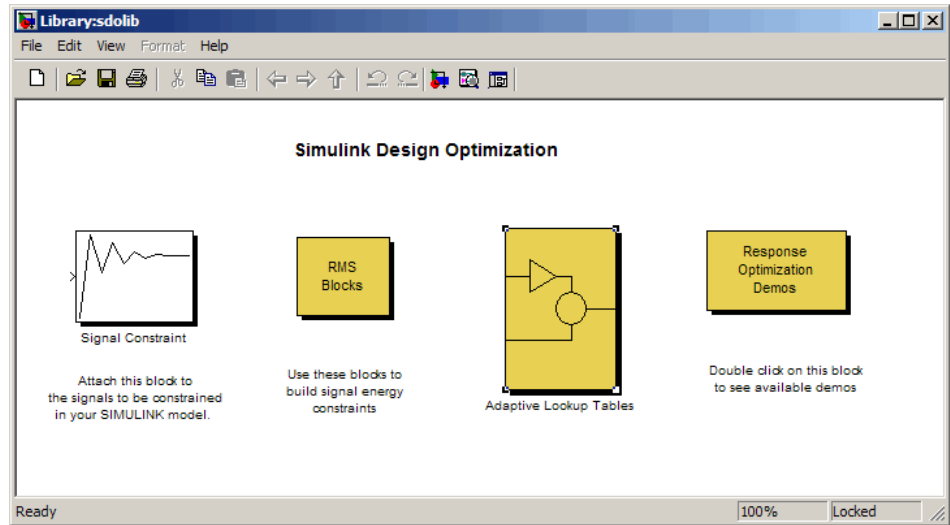 Library:sdolib
File Edit View Format Help
Simulink Design Optimization
RMS
Blocks
Response
Optimization
Demos
Signal Constraint
Attach this block to
the signals to be constrained
in your SIMULINK model.
Use these blocks to
build signal energy
constraints
Adaptive Lookup Tables
Double click on this block
to see available demos
Ready 100% Locked